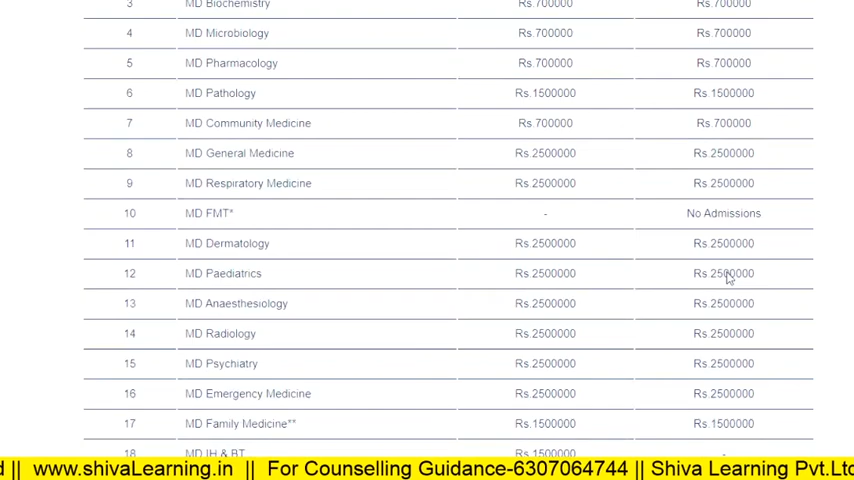 3 MD Biochemistry Rs.700000 Rs.700000
4 MD Microbiology Rs.700000 Rs.700000
5 MD Pharmacology Rs.700000 Rs.700000
6 MD Pathology Rs.1500000 Rs.1500000
7 MD Community Medicine Rs.700000 Rs.700000
8 MD General Medicine Rs.2500000 Rs.2500000
9 MD Respiratory Medicine Rs.2500000 Rs.2500000
10 MD FMT* - No Admissions
11 MD Dermatology Rs.2500000 Rs.2500000
12 MD Paediatrics Rs.2500000 Rs.2500000
13 MD Anaesthesiology Rs.2500000 Rs.2500000
14 MD Radiology Rs.2500000 Rs.2500000
15 MD Psychiatry Rs.2500000 Rs.2500000
16 MD Emergency Medicine Rs.2500000 Rs.2500000
17 MD Family Medicine** Rs.1500000 Rs.1500000
18 MD IH & BT Rs.1500000 -
d || www.shivaLearning.in || For Counselling Guidance-6307064744 || Shiva Learning Pvt.Ltd